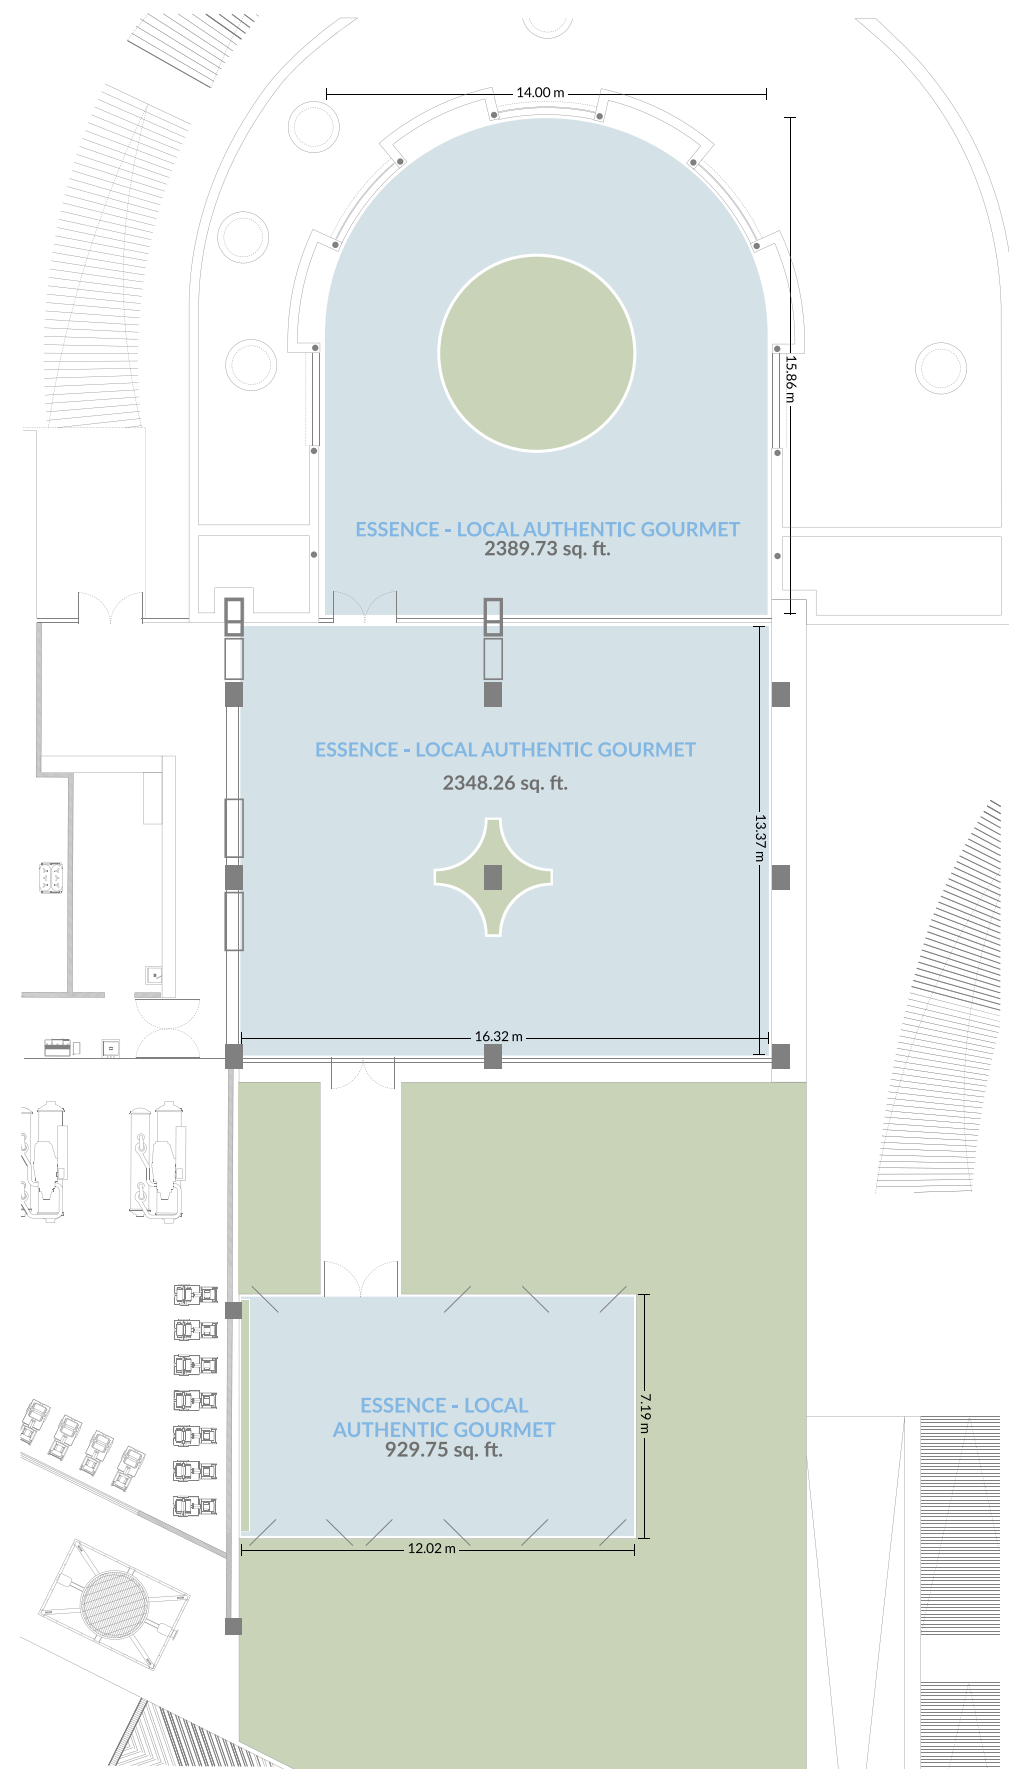 14.00 m
15.86 m
ESSENCE - LOCAL AUTHENTIC GOURMET
2389.73 sq. ft.
ESSENCE - LOCAL AUTHENTIC GOURMET
2348.26 sq. ft.
13.37 m
16.32 m
ESSENCE - LOCAL
AUTHENTIC GOURMET
929.75 sq. ft.
7.19 m
12.02 m